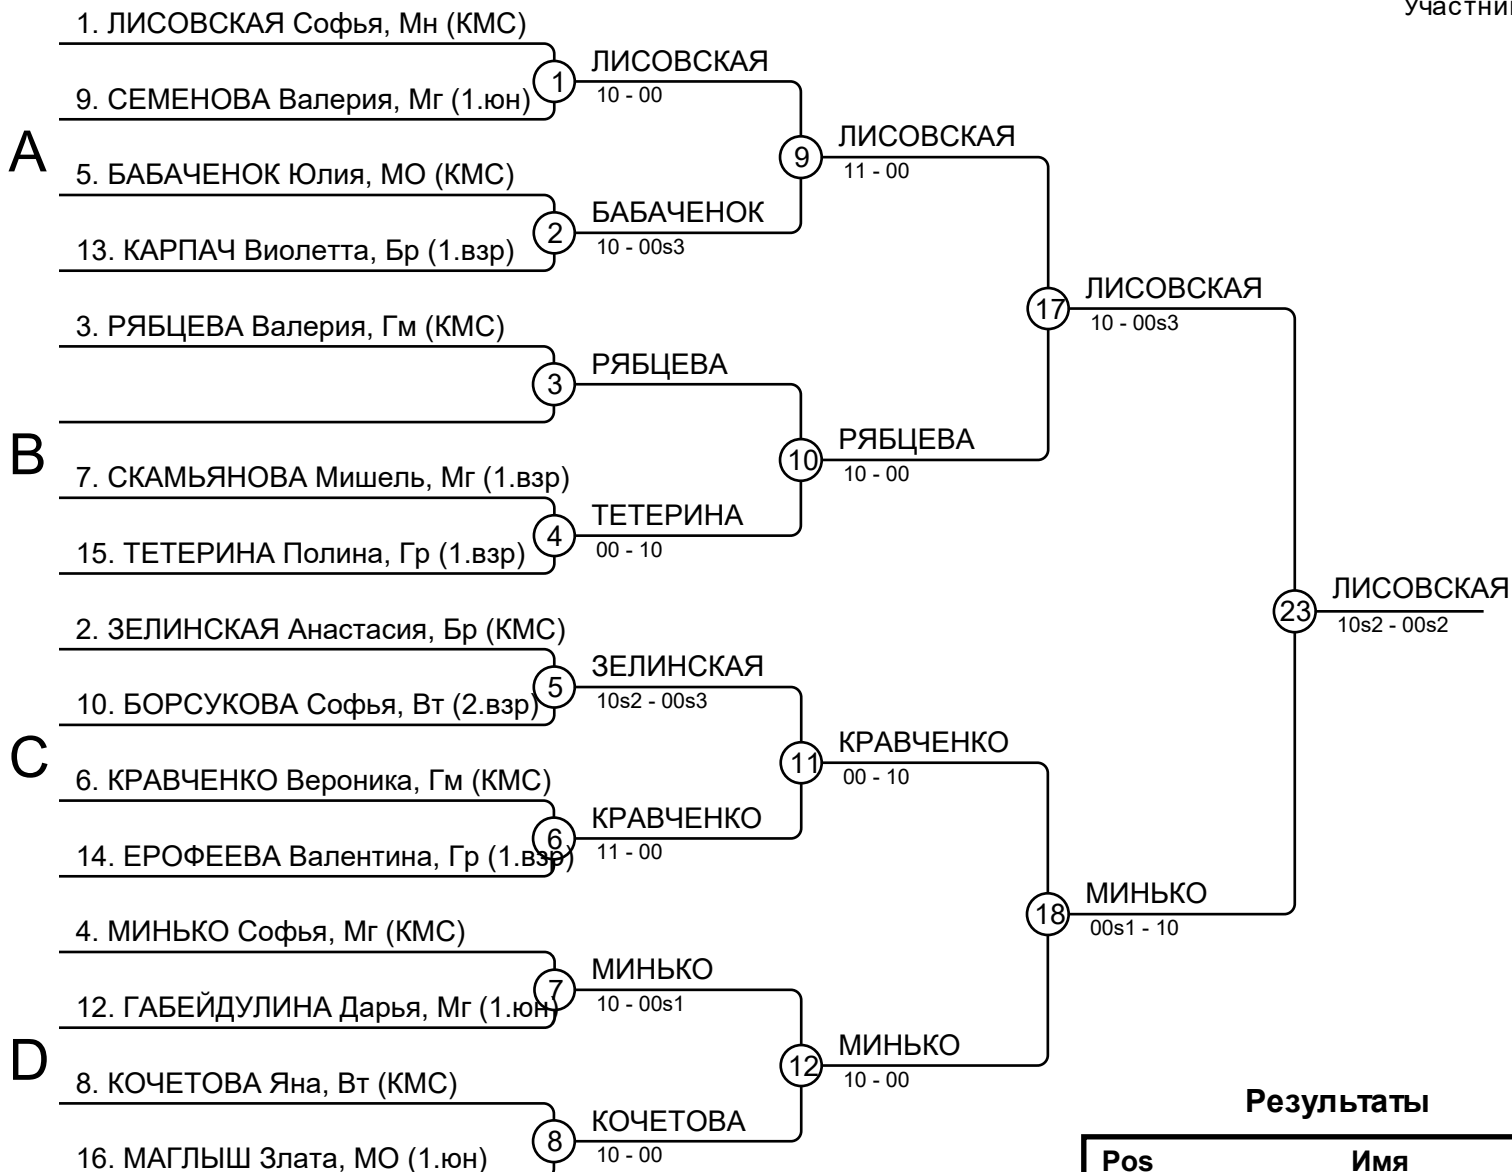 Участни
1. ЛИСОВСКАЯ Софья, Мн (КМС)
1
ЛИСОВСКАЯ
10 - 00
9. СЕМЕНОВА Валерия, Мг (1.юн)
A
9
ЛИСОВСКАЯ
11 - 00
5. БАБАЧЕНОК Юлия, МО (КМС)
2
БАБАЧЕНОК
10 - 00s3
13. КАРПАЧ Виолетта, Бр (1.взр)
17
ЛИСОВСКАЯ
10 - 00s3
3. РЯБЦЕВА Валерия, Гм (КМС)
3
РЯБЦЕВА
B
10
РЯБЦЕВА
10 - 00
7. СКАМЬЯНОВА Мишель, Мг (1.взр)
4
ТЕТЕРИНА
00 - 10
15. ТЕТЕРИНА Полина, Гр (1.взр)
23
ЛИСОВСКАЯ
10s2 - 00s2
2. ЗЕЛИНСКАЯ Анастасия, Бр (КМС)
5
ЗЕЛИНСКАЯ
10s2 - 00s3
10. БОРСУКОВА Софья, Вт (2.взр)
C
11
КРАВЧЕНКО
00 - 10
6. КРАВЧЕНКО Вероника, Гм (КМС)
6
КРАВЧЕНКО
11 - 00
14. ЕРОФЕЕВА Валентина, Гр (1.взр)
18
МИНЬКО
00s1 - 10
4. МИНЬКО Софья, Мг (КМС)
7
МИНЬКО
10 - 00s1
12. ГАБЕЙДУЛИНА Дарья, Мг (1.юн)
D
12
МИНЬКО
10 - 00
8. КОЧЕТОВА Яна, Вт (КМС)
8
КОЧЕТОВА
10 - 00
16. МАГЛЫШ Злата, МО (1.юн)
Результаты
Pos Имя